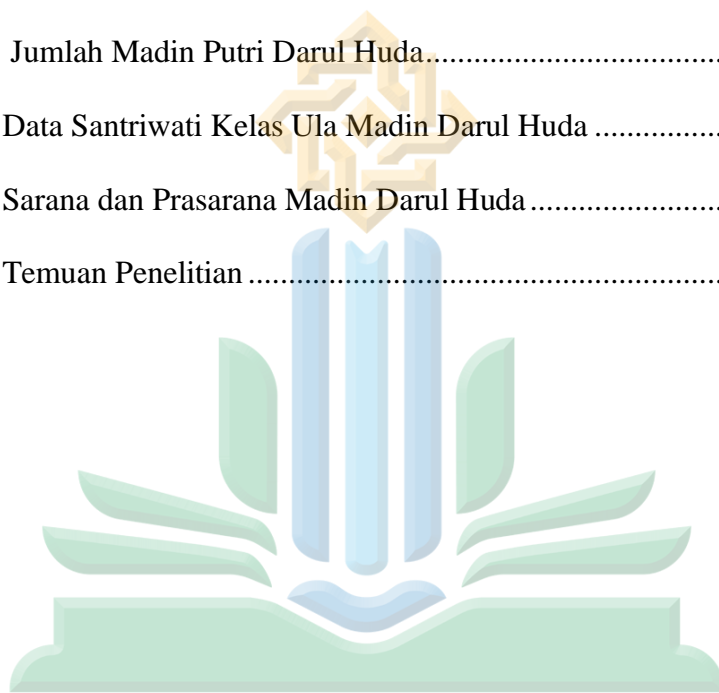 Jumlah Madin Putri Darul Huda....................................
Data Santriwati Kelas Ula Madin Darul Huda ................
Sarana dan Prasarana Madin Darul Huda........................
Temuan Penelitian ...........................................................